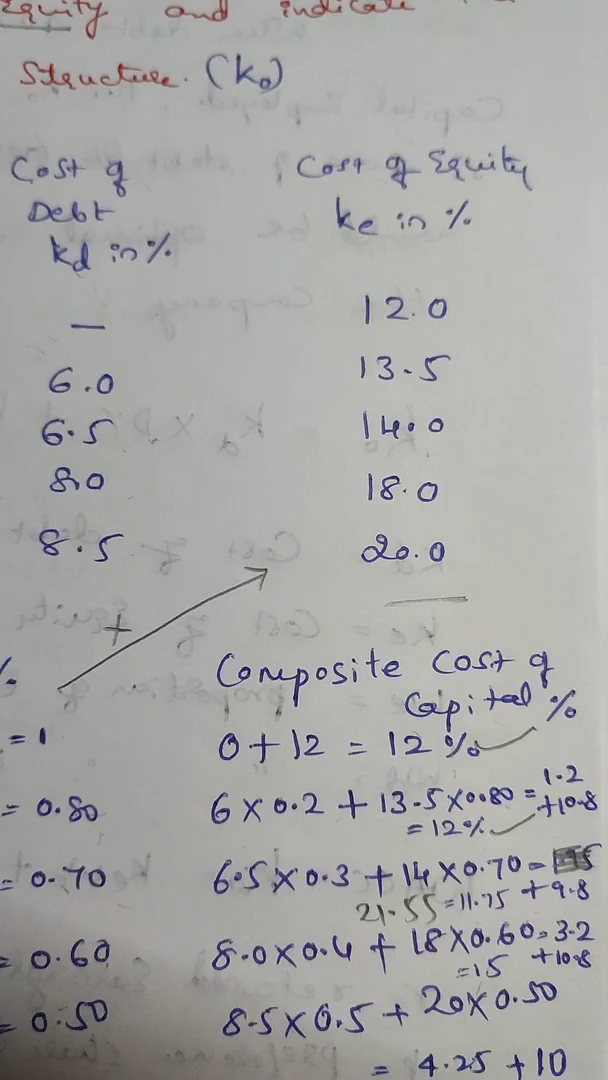 Equity and indicate
Structure. (Ko)
Cost of Debt Kd in %
Cost of Equity Ke in %
— 12.0
6.0 13.5
6.5 14.0
8.0 18.0
8.5 20.0
+
%. Composite Cost of
Capital %
= 1 0 + 12 = 12 %
= 0.80 6 x 0.2 + 13.5 x 0.80 = 1.2
+10.8
= 12%
= 0.70 6.5 x 0.3 + 14 x 0.70 =
21.55 = 11.75 + 9.8
= 0.60 8.0 x 0.4 + 18 x 0.60 = 3.2
= 15 + 10.8
= 0.50 8.5 x 0.5 + 20 x 0.50
= 4.25 + 10